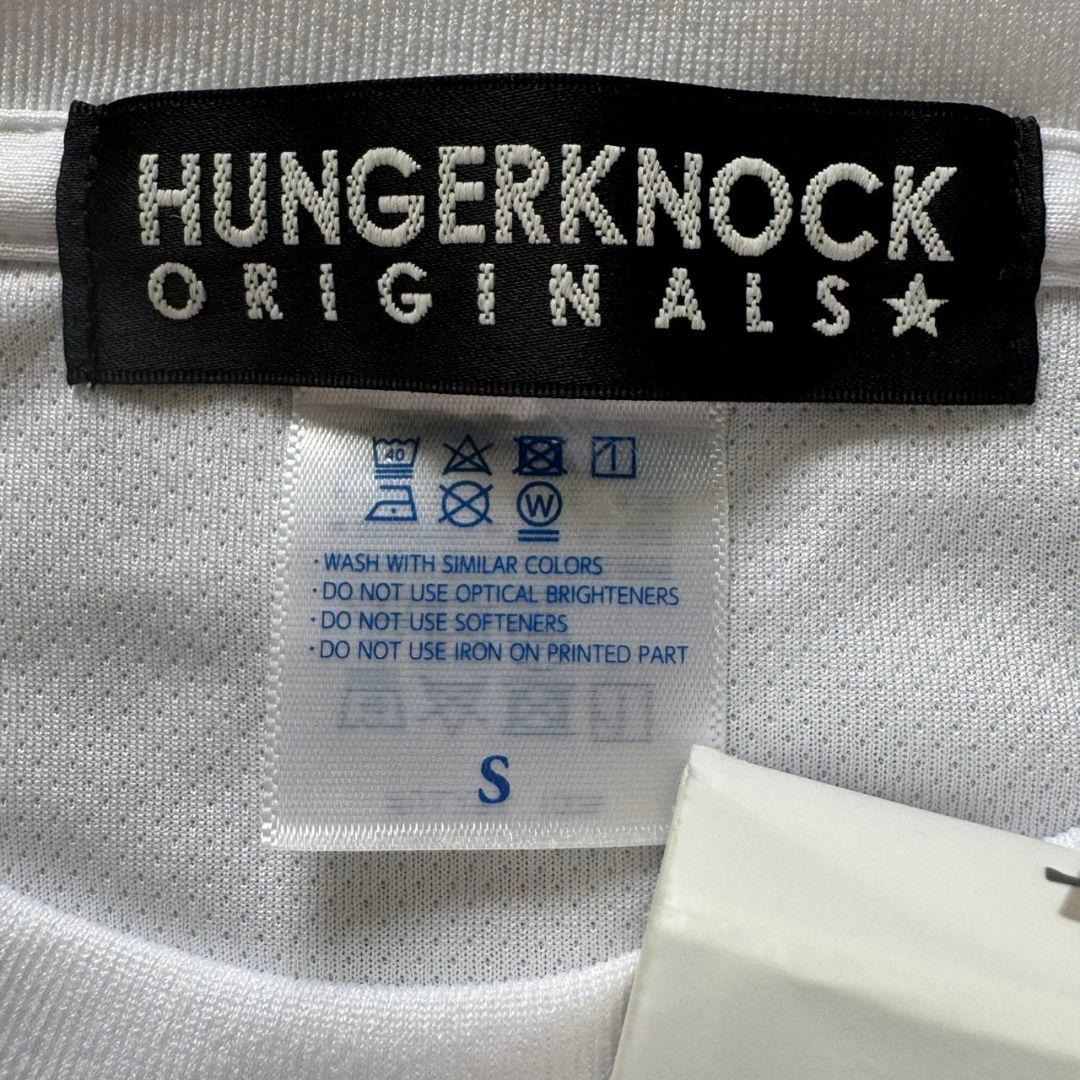 HUNGERKNOCK
ORIGINALS★
40
W
・WASH WITH SIMILAR COLORS
・DO NOT USE OPTICAL BRIGHTENERS
・DO NOT USE SOFTENERS
・DO NOT USE IRON ON PRINTED PART
S